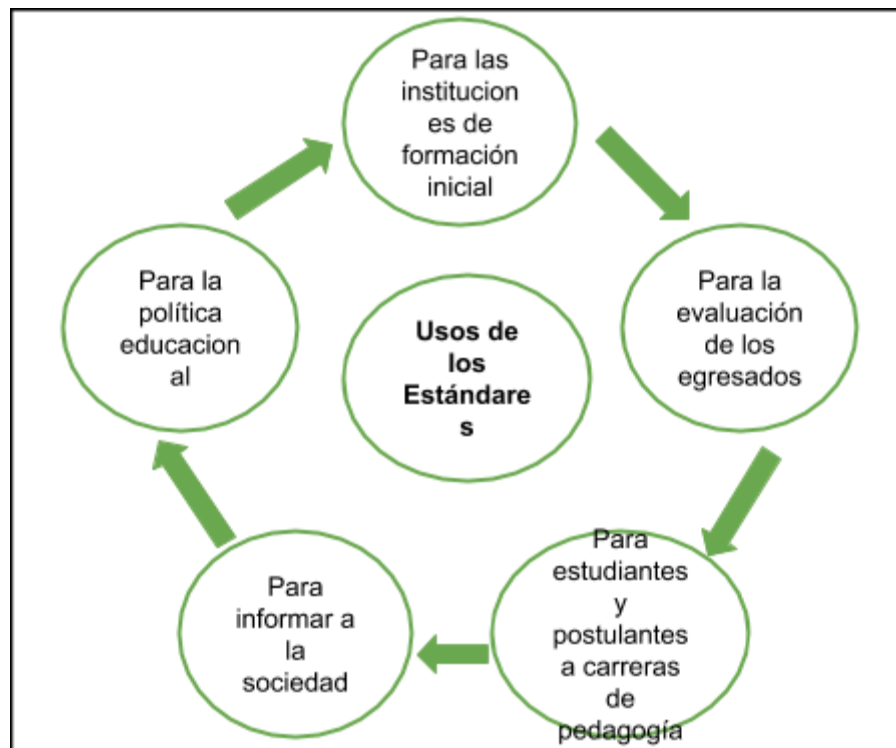 Para las
institucion
es de
formación
inicial
Para la
evaluación
de los
egresados
Para
estudiantes
y
postulantes
a carreras
de
pedagogía
Para
informar a
la
sociedad
Para la
política
educacion
al
Usos de
los
Estándare
s